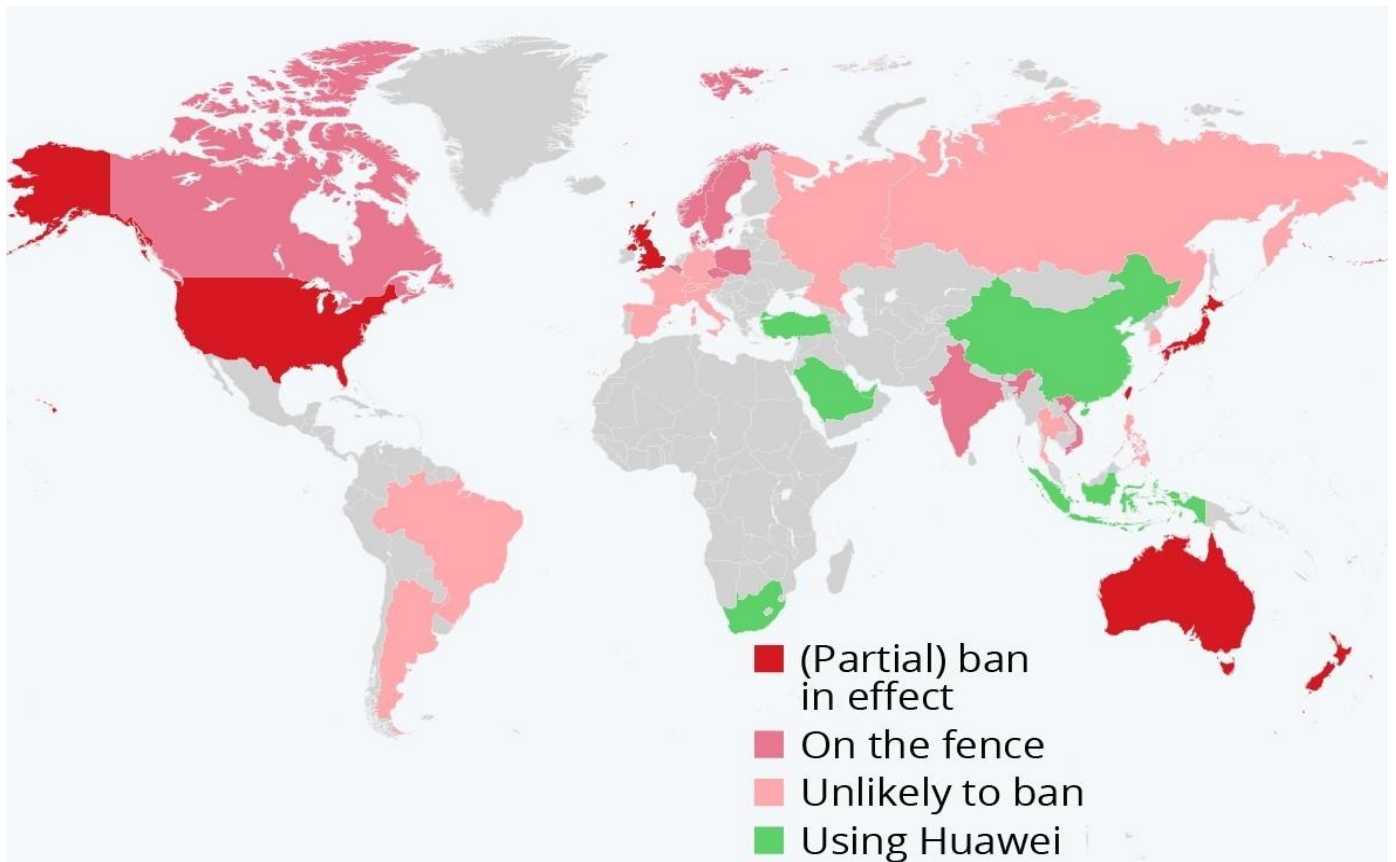 (Partial) ban
in effect
On the fence
Unlikely to ban
Using Huawei